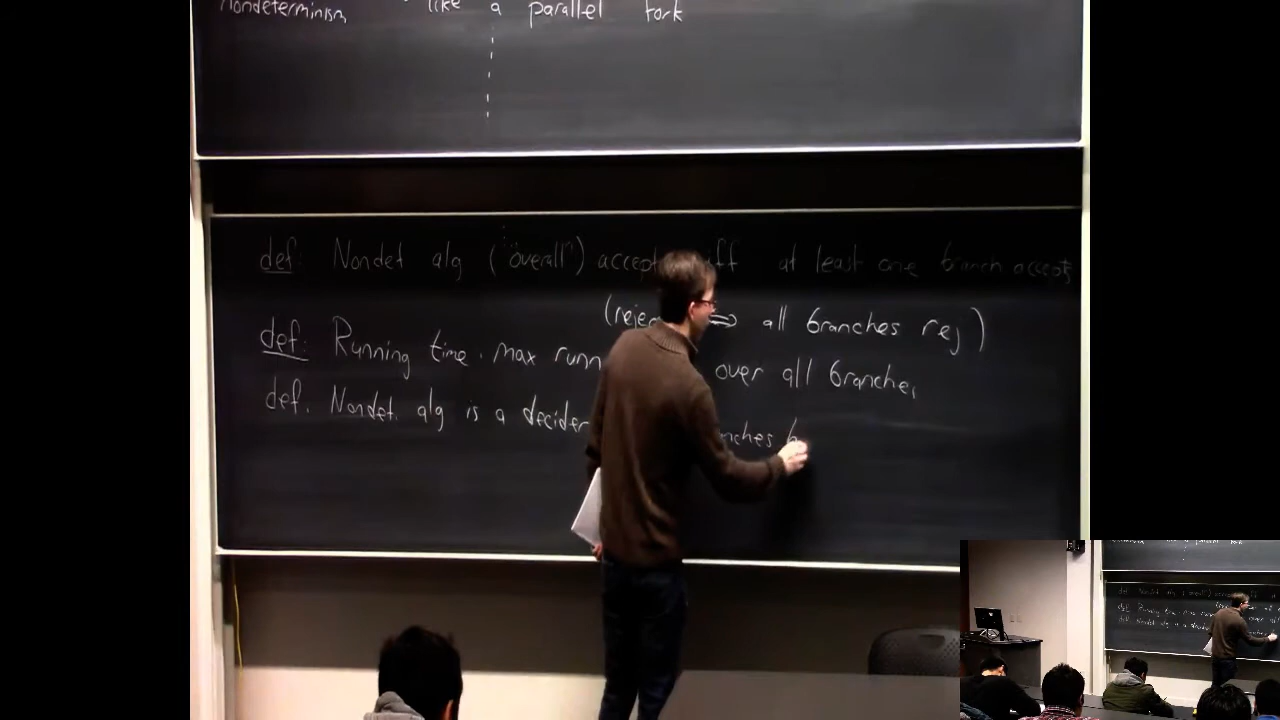 nondeterminism like a parallel fork
def: Nondet alg ("overall") accept iff at least one branch accepts
(rejec ⇔ all branches rej)
def: Running time. max runn over all branches
def. Nondet. alg is a decider nches h